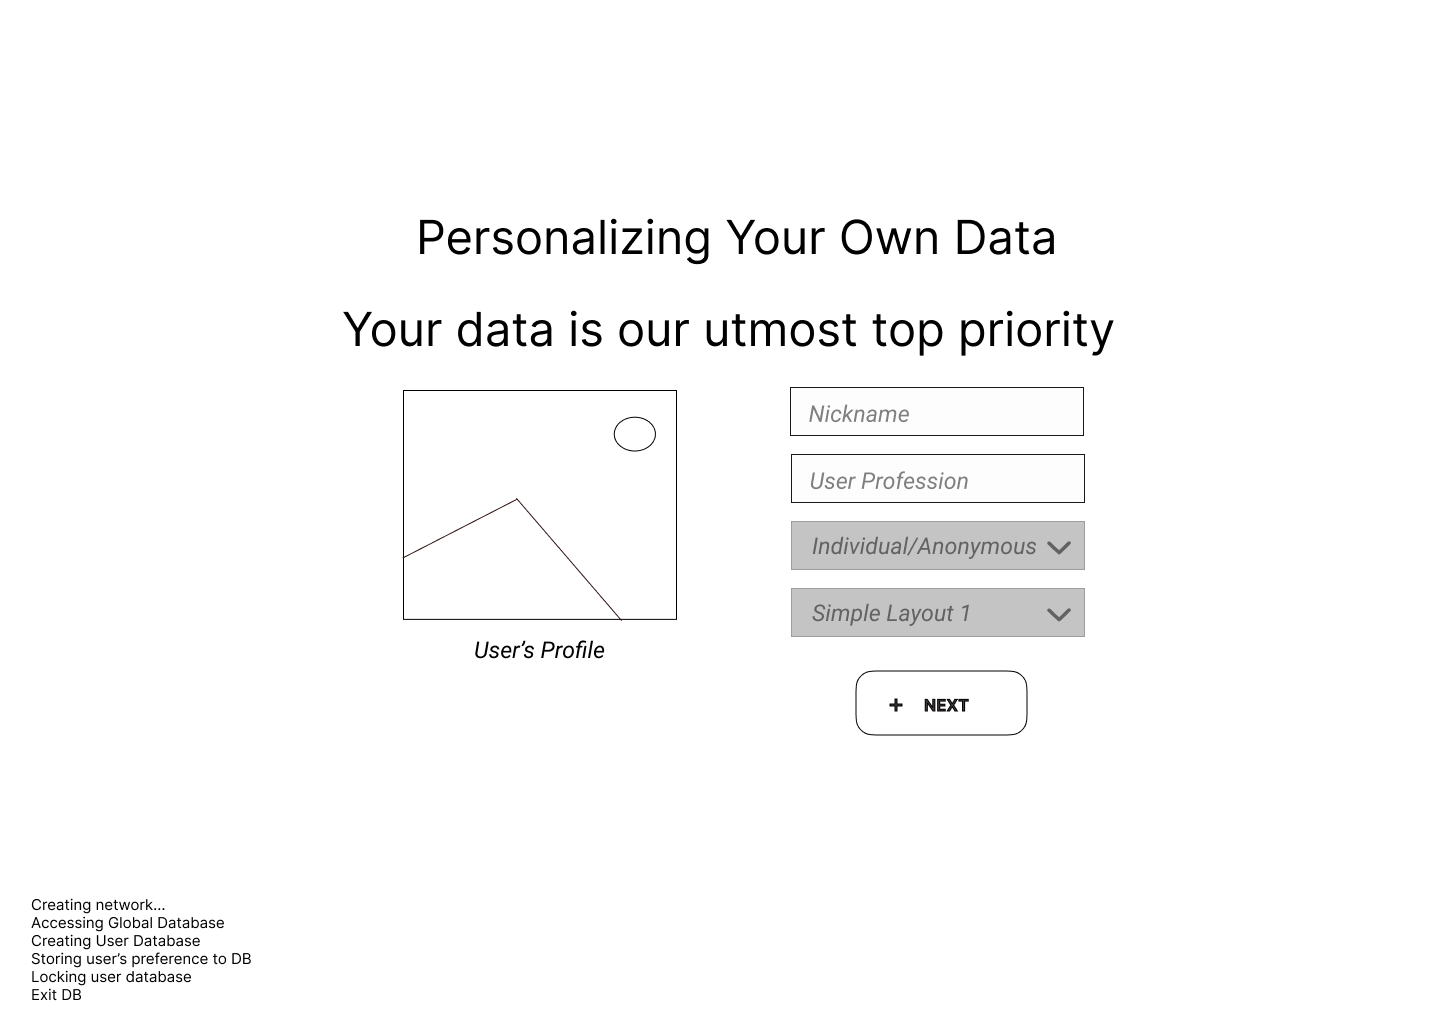 Personalizing Your Own Data
Your data is our utmost top priority
Nickname
User Profession
Individual/Anonymous
Simple Layout 1
User’s Profile
+ NEXT
Creating network...
Accessing Global Database
Creating User Database
Storing user’s preference to DB
Locking user database
Exit DB